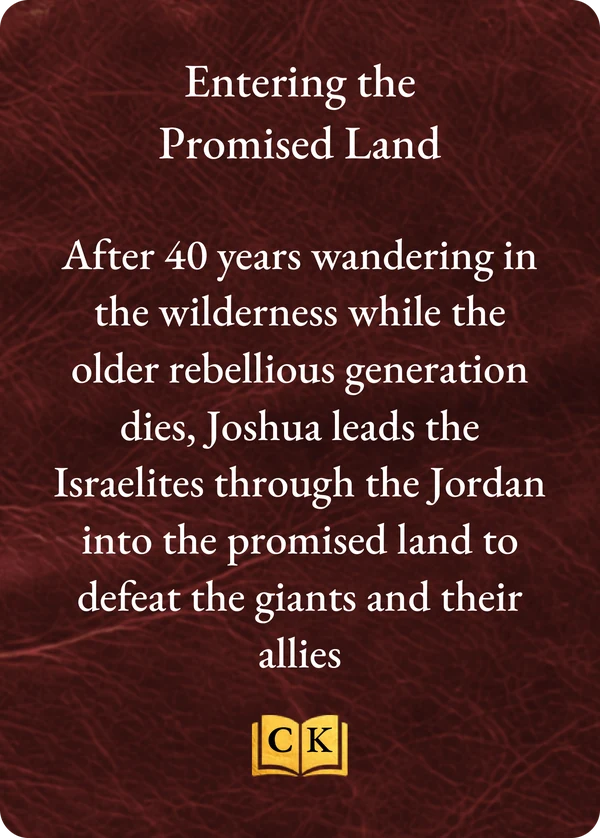 Entering the
Promised Land
After 40 years wandering in
the wilderness while the
older rebellious generation
dies, Joshua leads the
Israelites through the Jordan
into the promised land to
defeat the giants and their
allies
C K